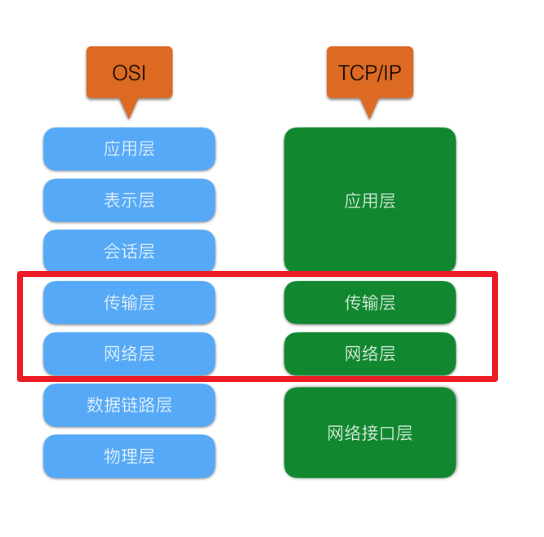 OSI
TCP/IP
应用层
表示层
会话层
传输层
网络层
数据链路层
物理层
应用层
传输层
网络层
网络接口层